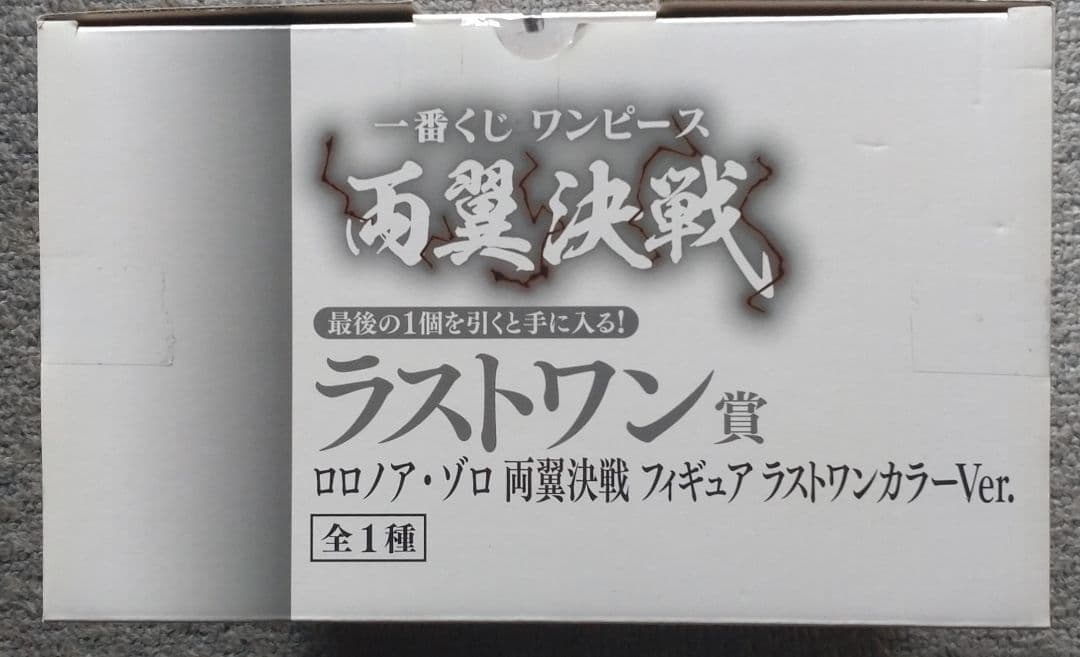 一番くじ ワンピース
両翼決戦
最後の1個を引くと手に入る!
ラストワン賞
ロロノア・ゾロ 両翼決戦 フィギュア ラストワンカラーVer.
全1種